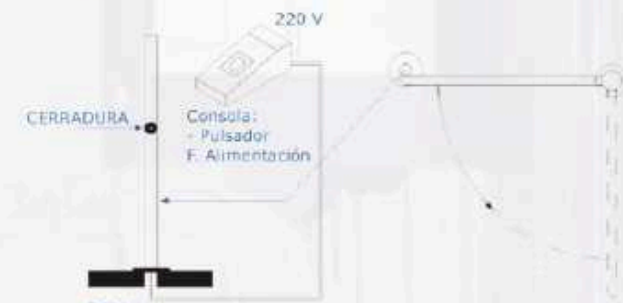 220 V
CERRADURA
Consola:
- Pulsador
F. Alimentación